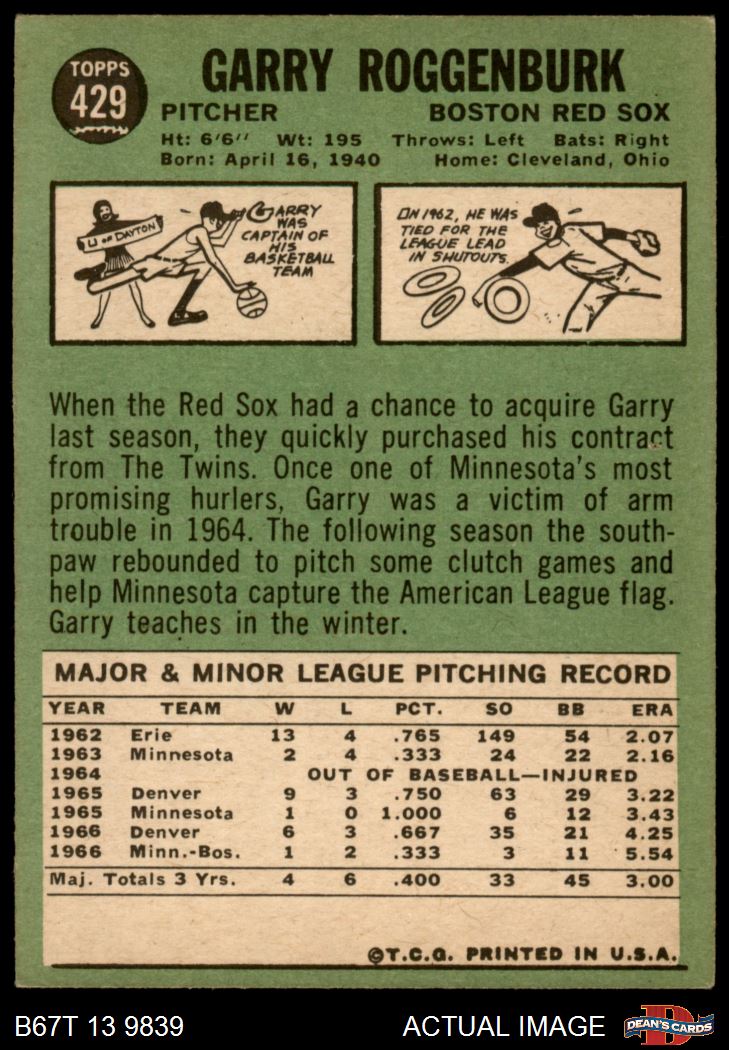 TOPPS
429
GARRY ROGGENBURK
PITCHER BOSTON RED SOX
Ht: 6'6" Wt: 195 Throws: Left Bats: Right
Born: April 16, 1940 Home: Cleveland, Ohio
U OF DAYTON
GARRY
WAS
CAPTAIN OF
HIS
BASKETBALL
TEAM
IN 1962, HE WAS
TIED FOR THE
LEAGUE LEAD
IN SHUTOUTS.
When the Red Sox had a chance to acquire Garry
last season, they quickly purchased his contract
from The Twins. Once one of Minnesota's most
promising hurlers, Garry was a victim of arm
trouble in 1964. The following season the south-
paw rebounded to pitch some clutch games and
help Minnesota capture the American League flag.
Garry teaches in the winter.
MAJOR & MINOR LEAGUE PITCHING RECORD
YEAR TEAM W L PCT. SO BB ERA
1962 Erie 13 4 .765 149 54 2.07
1963 Minnesota 2 4 .333 24 22 2.16
1964 OUT OF BASEBALL—INJURED
1965 Denver 9 3 .750 63 29 3.22
1965 Minnesota 1 0 1.000 6 12 3.43
1966 Denver 6 3 .667 35 21 4.25
1966 Minn.-Bos. 1 2 .333 3 11 5.54
Maj. Totals 3 Yrs. 4 6 .400 33 45 3.00
©T.C.G. PRINTED IN U.S.A.
B67T 13 9839 ACTUAL IMAGE
D
DEAN'S CARDS